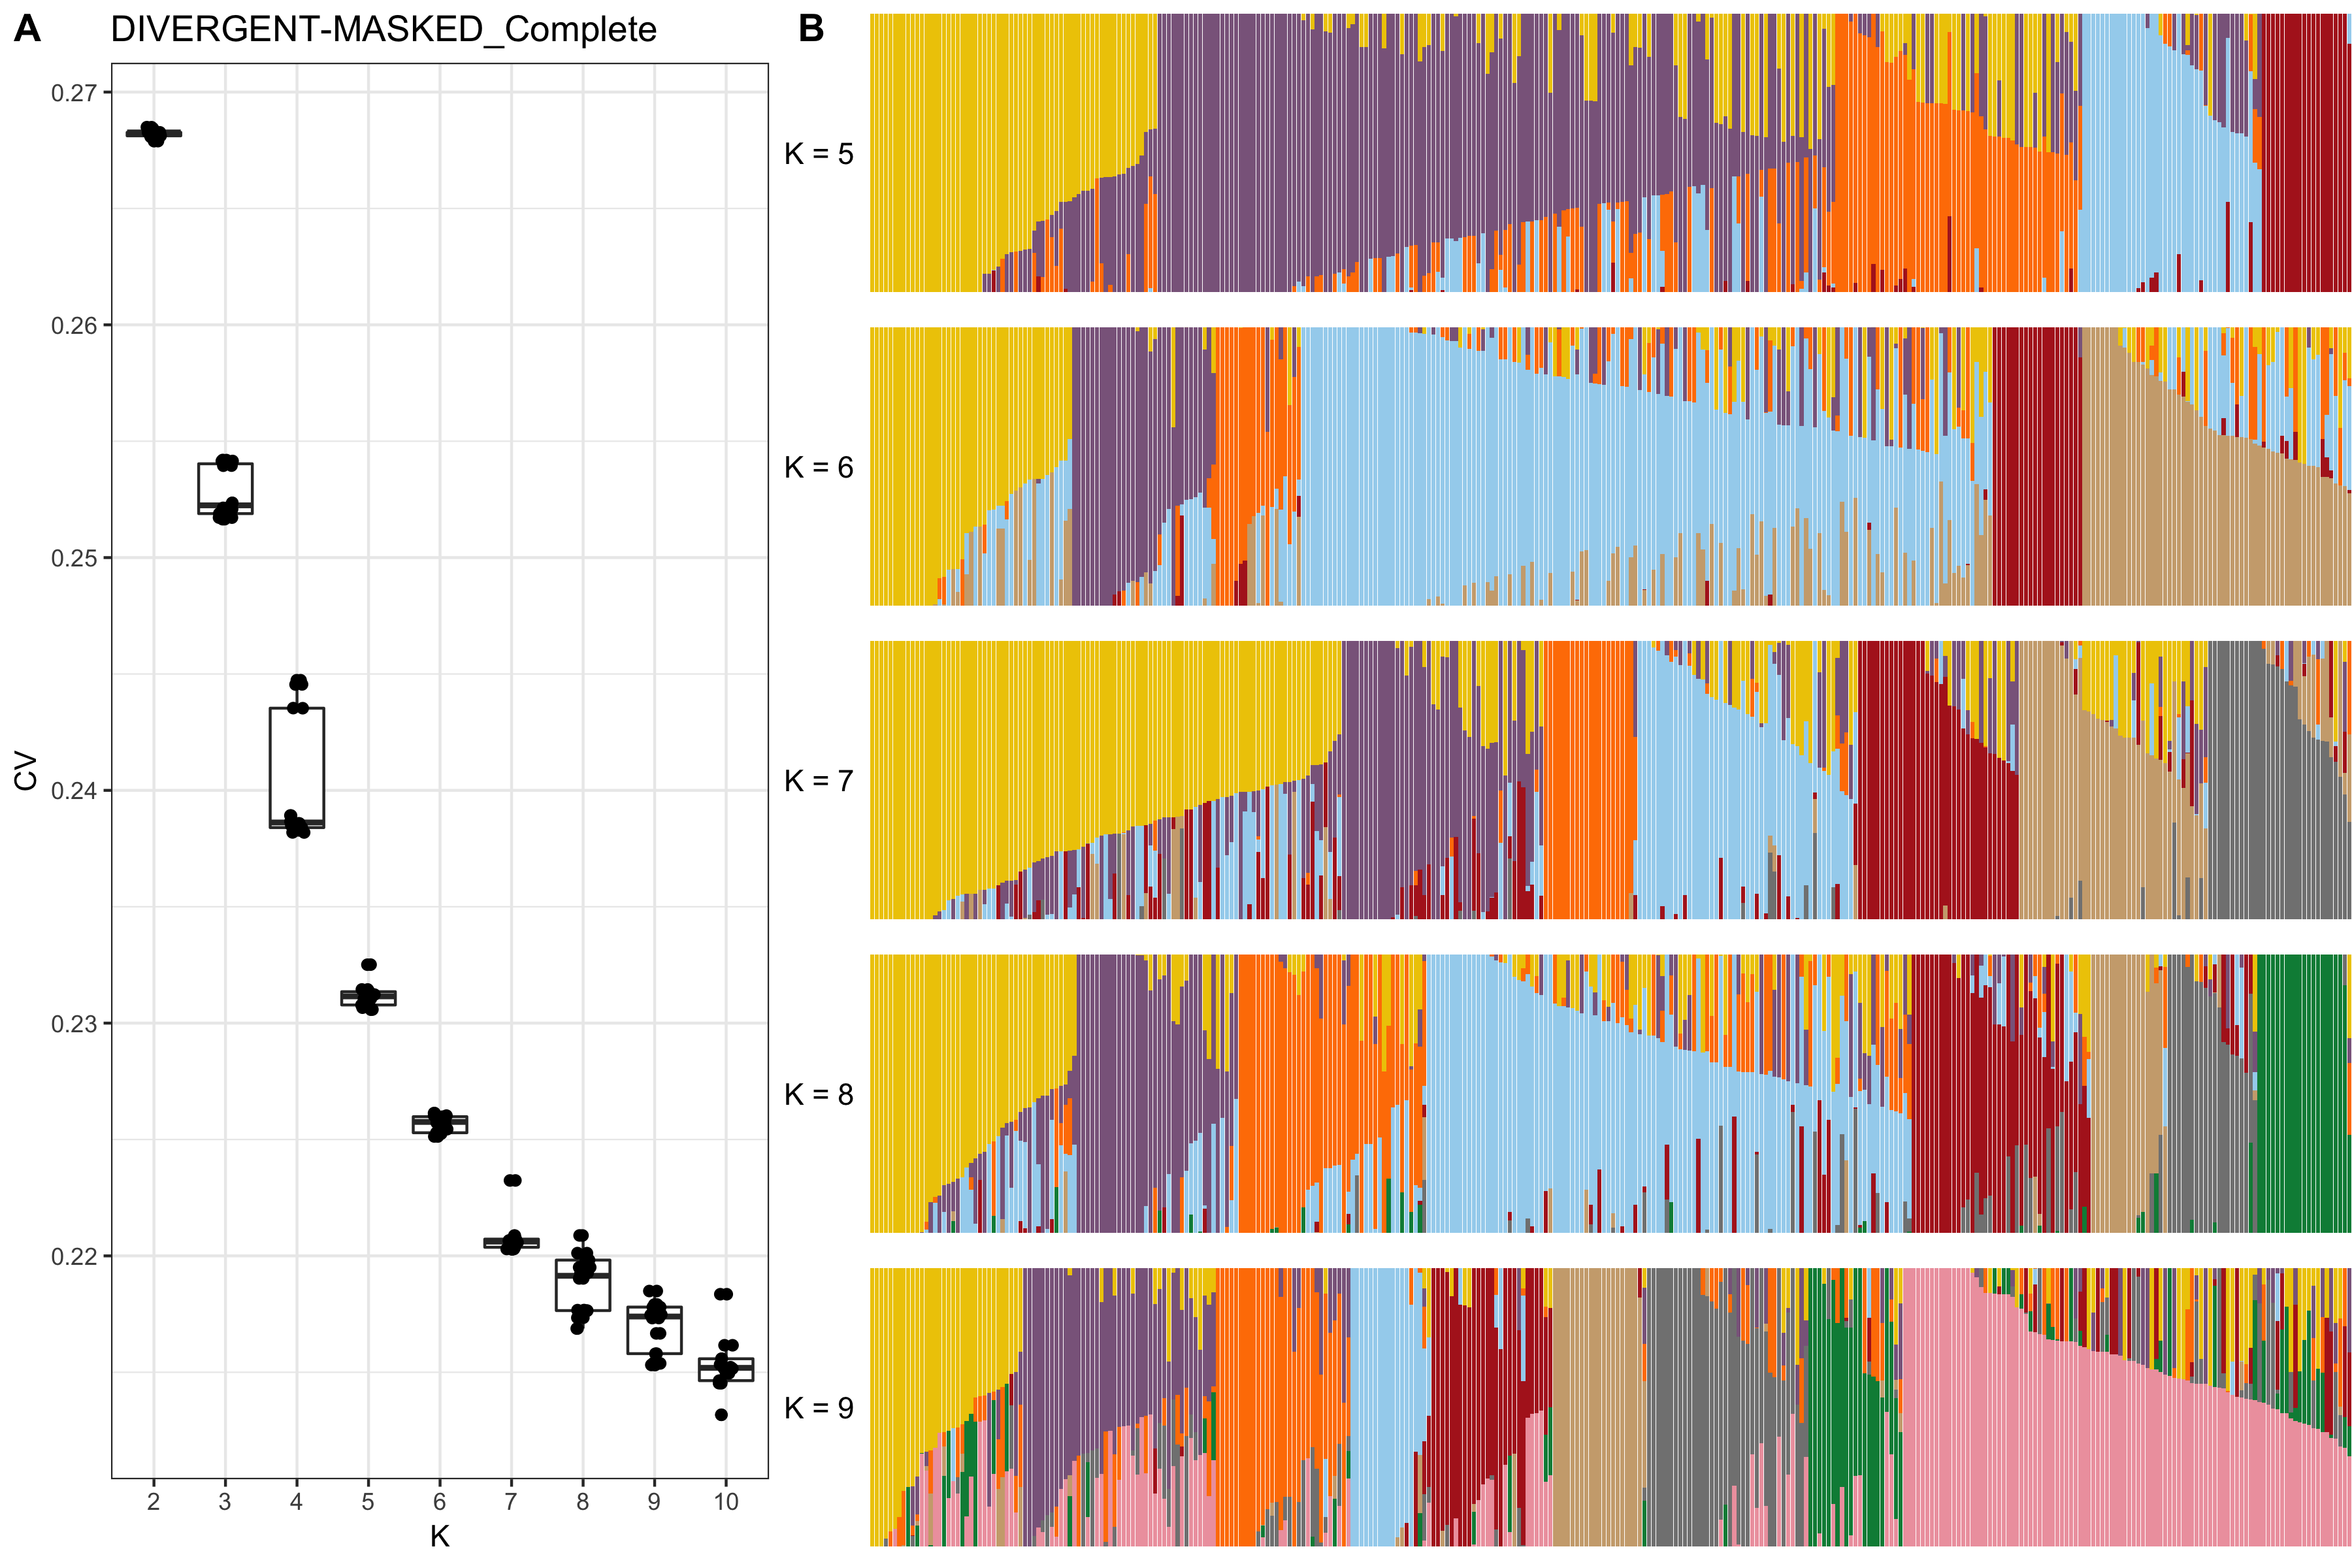 A
DIVERGENT-MASKED_Complete
0.27
0.26
0.25
0.24
0.23
0.22
CV
2 3 4 5 6 7 8 9 10
K
B
K = 5
K = 6
K = 7
K = 8
K = 9